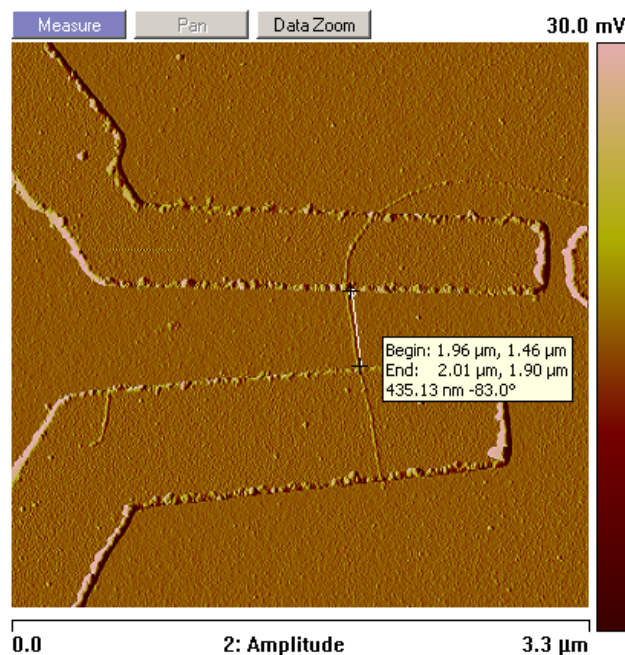 Measure Pan Data Zoom 30.0 mV
Begin: 1.96 µm, 1.46 µm
End: 2.01 µm, 1.90 µm
435.13 nm -83.0°
0.0 2: Amplitude 3.3 µm